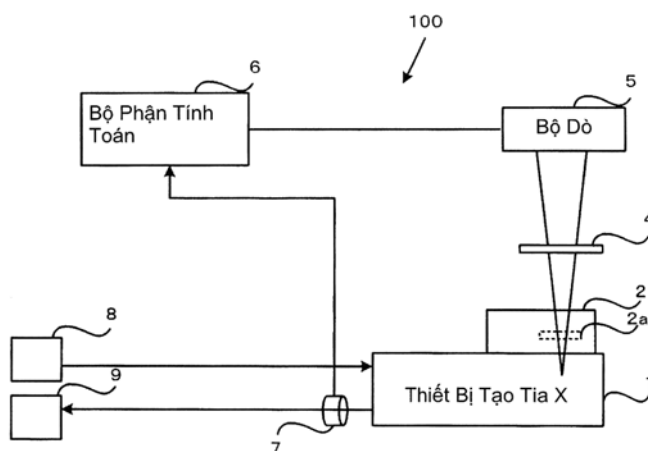 100
6
Bộ Phận Tính
Toán
5
Bộ Dò
4
2
2a
8
9
Thiết Bị Tạo Tia X
1
7